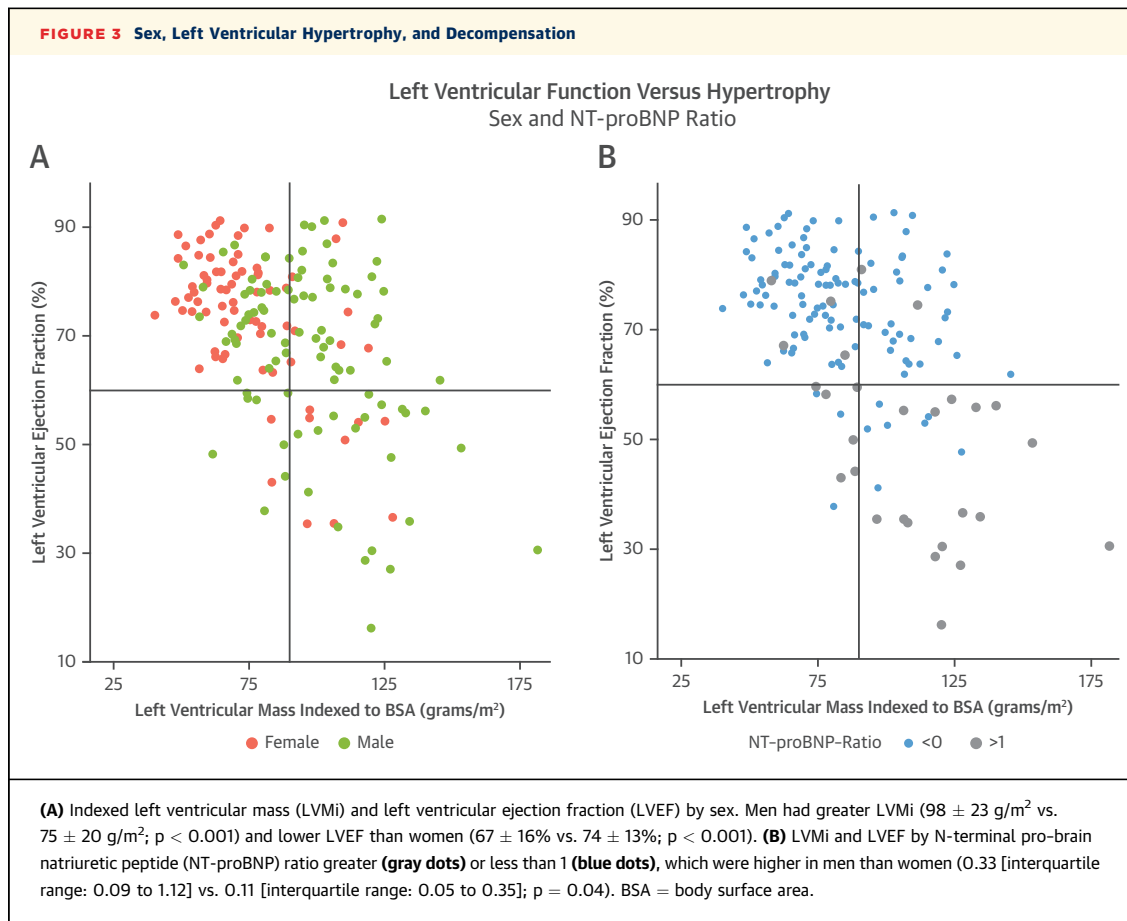 FIGURE 3 Sex, Left Ventricular Hypertrophy, and Decompensation
Left Ventricular Function Versus Hypertrophy
Sex and NT-proBNP Ratio
A
Left Ventricular Ejection Fraction (%)
90
70
50
30
10
25
75
125
175
Left Ventricular Mass Indexed to BSA (grams/m²)
Female
Male
B
Left Ventricular Ejection Fraction (%)
90
70
50
30
10
25
75
125
175
Left Ventricular Mass Indexed to BSA (grams/m²)
NT-proBNP-Ratio
<0
>1
(A) Indexed left ventricular mass (LVMi) and left ventricular ejection fraction (LVEF) by sex. Men had greater LVMi (98 ± 23 g/m² vs.
75 ± 20 g/m²; p < 0.001) and lower LVEF than women (67 ± 16% vs. 74 ± 13%; p < 0.001). (B) LVMi and LVEF by N-terminal pro-brain
natriuretic peptide (NT-proBNP) ratio greater (gray dots) or less than 1 (blue dots), which were higher in men than women (0.33 [interquartile
range: 0.09 to 1.12] vs. 0.11 [interquartile range: 0.05 to 0.35]; p = 0.04). BSA = body surface area.